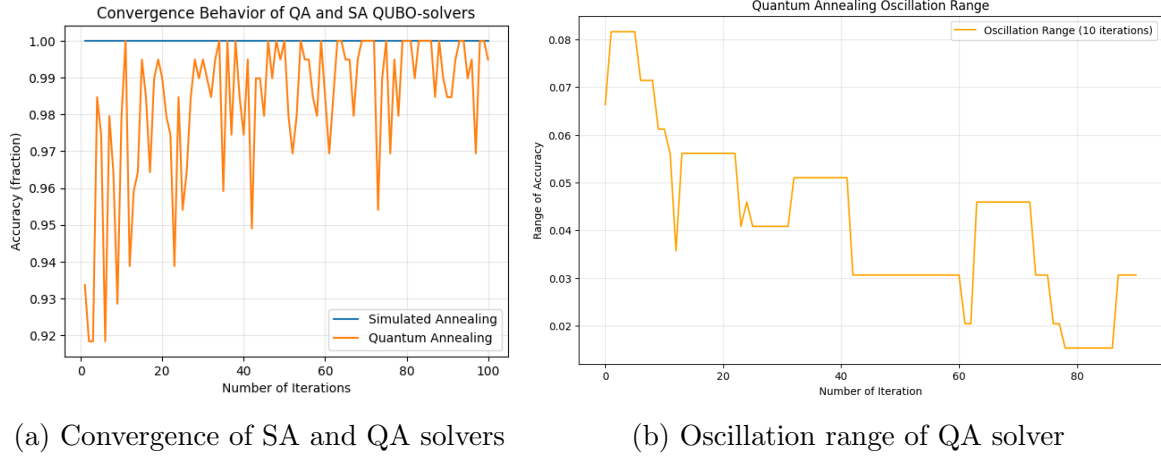 Convergence Behavior of QA and SA QUBO-solvers
1.00
0.99
0.98
0.97
0.96
0.95
0.94
0.93
0.92
Accuracy (fraction)
0
20
40
60
80
100
Number of Iterations
Simulated Annealing
Quantum Annealing
(a) Convergence of SA and QA solvers
Quantum Annealing Oscillation Range
0.08
0.07
0.06
0.05
0.04
0.03
0.02
Range of Accuracy
0
20
40
60
80
Number of Iteration
Oscillation Range (10 iterations)
(b) Oscillation range of QA solver